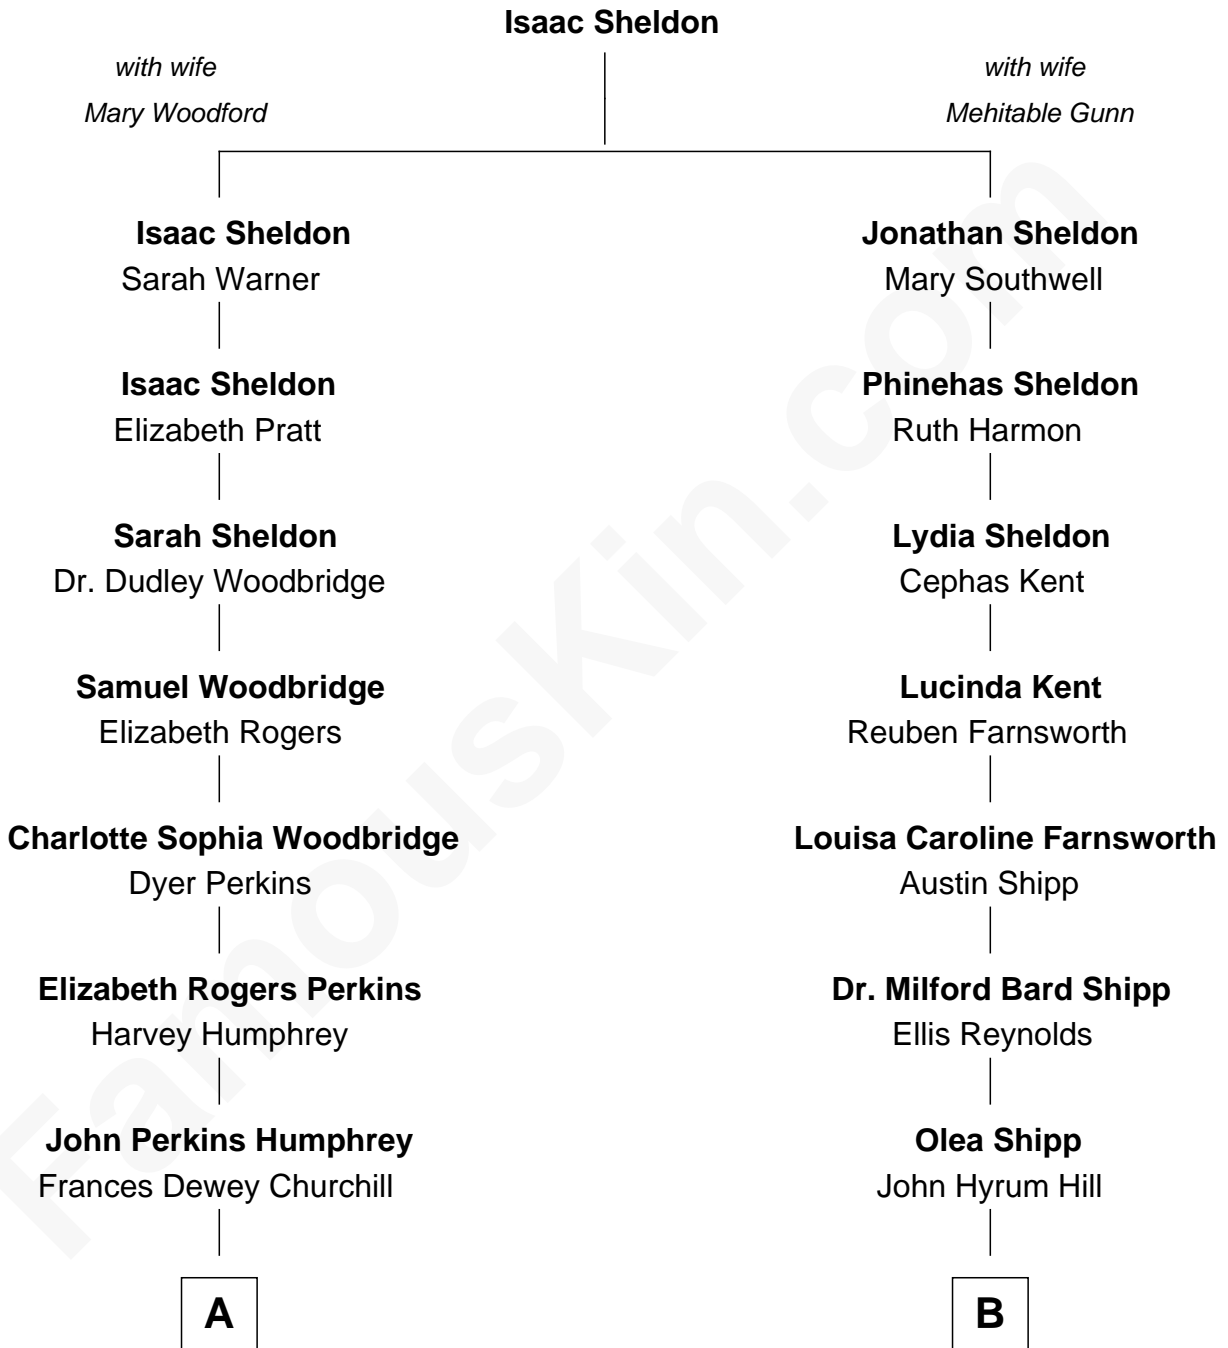 Isaac Sheldon
with wife
Mary Woodford
with wife
Mehitable Gunn
Isaac Sheldon
Sarah Warner
Jonathan Sheldon
Mary Southwell
Isaac Sheldon
Elizabeth Pratt
Phinehas Sheldon
Ruth Harmon
Sarah Sheldon
Dr. Dudley Woodbridge
Lydia Sheldon
Cephas Kent
Samuel Woodbridge
Elizabeth Rogers
Lucinda Kent
Reuben Farnsworth
Charlotte Sophia Woodbridge
Dyer Perkins
Louisa Caroline Farnsworth
Austin Shipp
Elizabeth Rogers Perkins
Harvey Humphrey
Dr. Milford Bard Shipp
Ellis Reynolds
John Perkins Humphrey
Frances Dewey Churchill
Olea Shipp
John Hyrum Hill
A
B
FamousKin.com